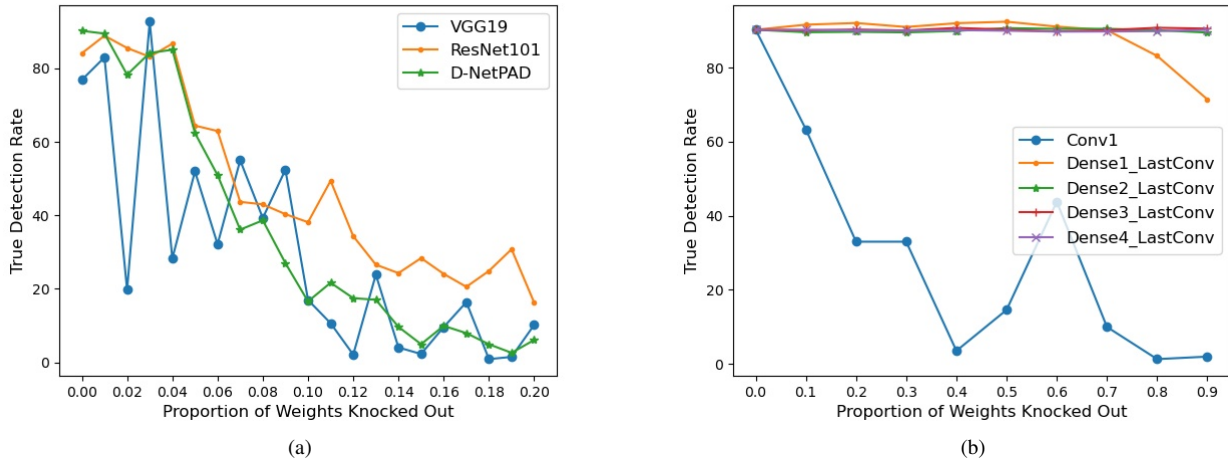 VGG19
ResNet101
D-NetPAD
True Detection Rate
80
60
40
20
0
0.00 0.02 0.04 0.06 0.08 0.10 0.12 0.14 0.16 0.18 0.20
Proportion of Weights Knocked Out
(a)
Conv1
Dense1_LastConv
Dense2_LastConv
Dense3_LastConv
Dense4_LastConv
True Detection Rate
80
60
40
20
0
0.0 0.1 0.2 0.3 0.4 0.5 0.6 0.7 0.8 0.9
Proportion of Weights Knocked Out
(b)